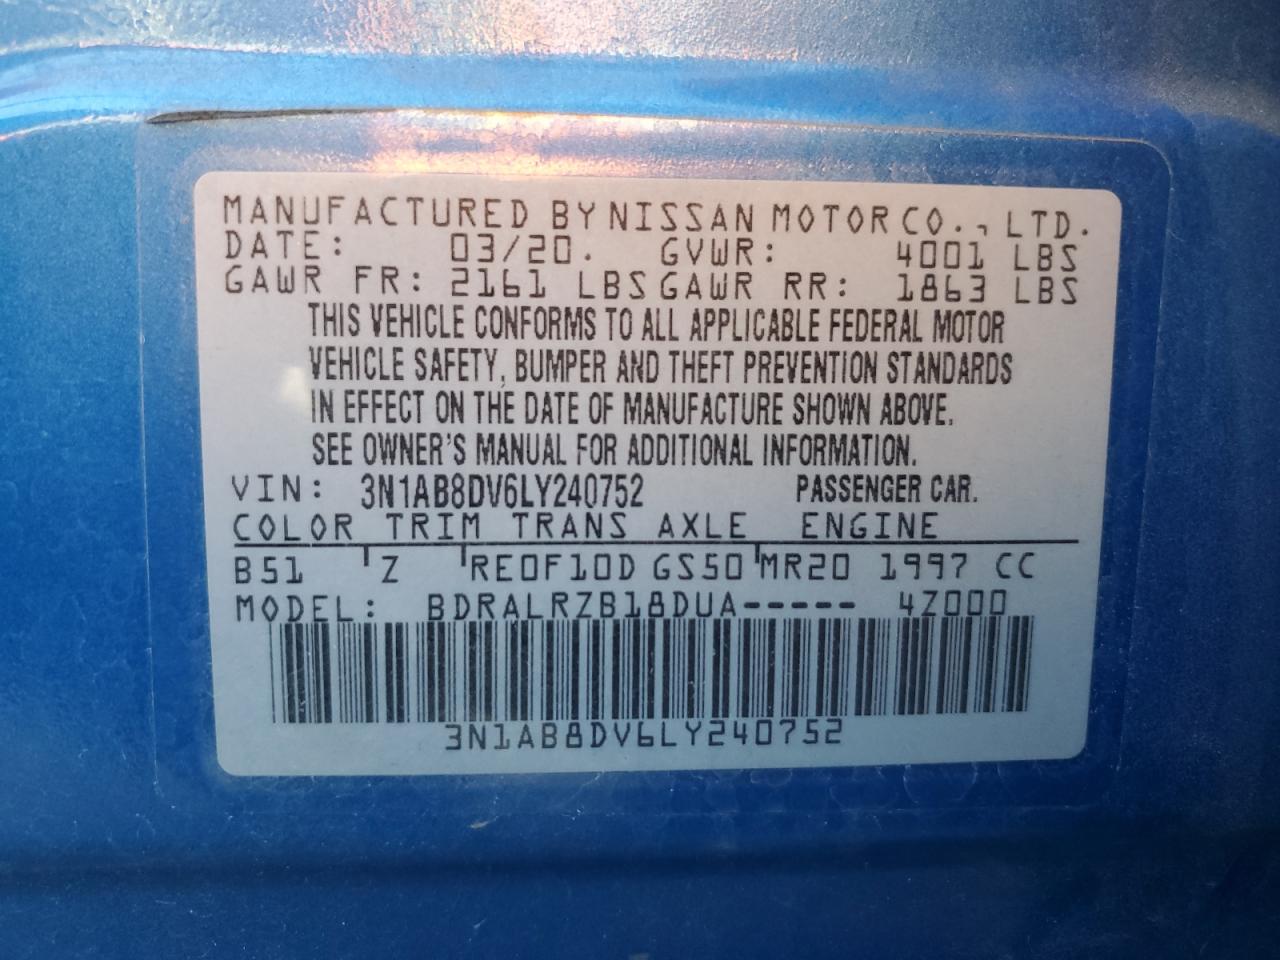 MANUFACTURED BY NISSAN MOTOR CO., LTD.
DATE: 03/20. GVWR: 4001 LBS
GAWR FR: 2161 LBS GAWR RR: 1863 LBS
THIS VEHICLE CONFORMS TO ALL APPLICABLE FEDERAL MOTOR
VEHICLE SAFETY, BUMPER AND THEFT PREVENTION STANDARDS
IN EFFECT ON THE DATE OF MANUFACTURE SHOWN ABOVE.
SEE OWNER'S MANUAL FOR ADDITIONAL INFORMATION.
VIN: 3N1AB8DV6LY240752 PASSENGER CAR.
COLOR TRIM TRANS AXLE ENGINE
B51 Z RE0F10D GS50 MR20 1997 CC
MODEL: BDRALRZB18DUA----- 4Z000
3N1AB8DV6LY240752